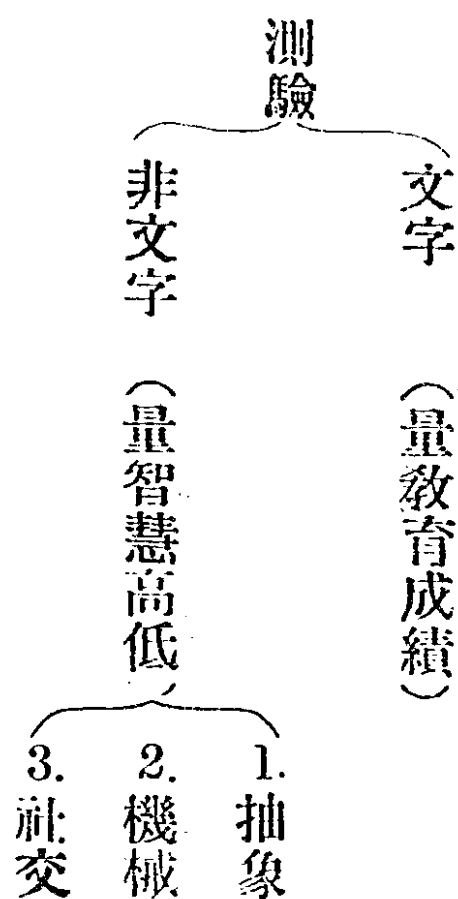 測驗
文字（量敎育成績）
非文字（量智慧高低）
1. 抽象
2. 機械
3. 社交